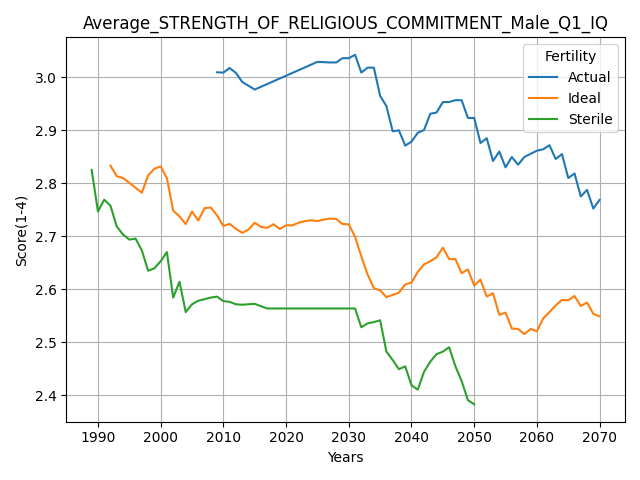 Average_STRENGTH_OF_RELIGIOUS_COMMITMENT_Male_Q1_IQ
Fertility
Actual
Ideal
Sterile
Score(1-4)
3.0
2.9
2.8
2.7
2.6
2.5
2.4
1990 2000 2010 2020 2030 2040 2050 2060 2070
Years